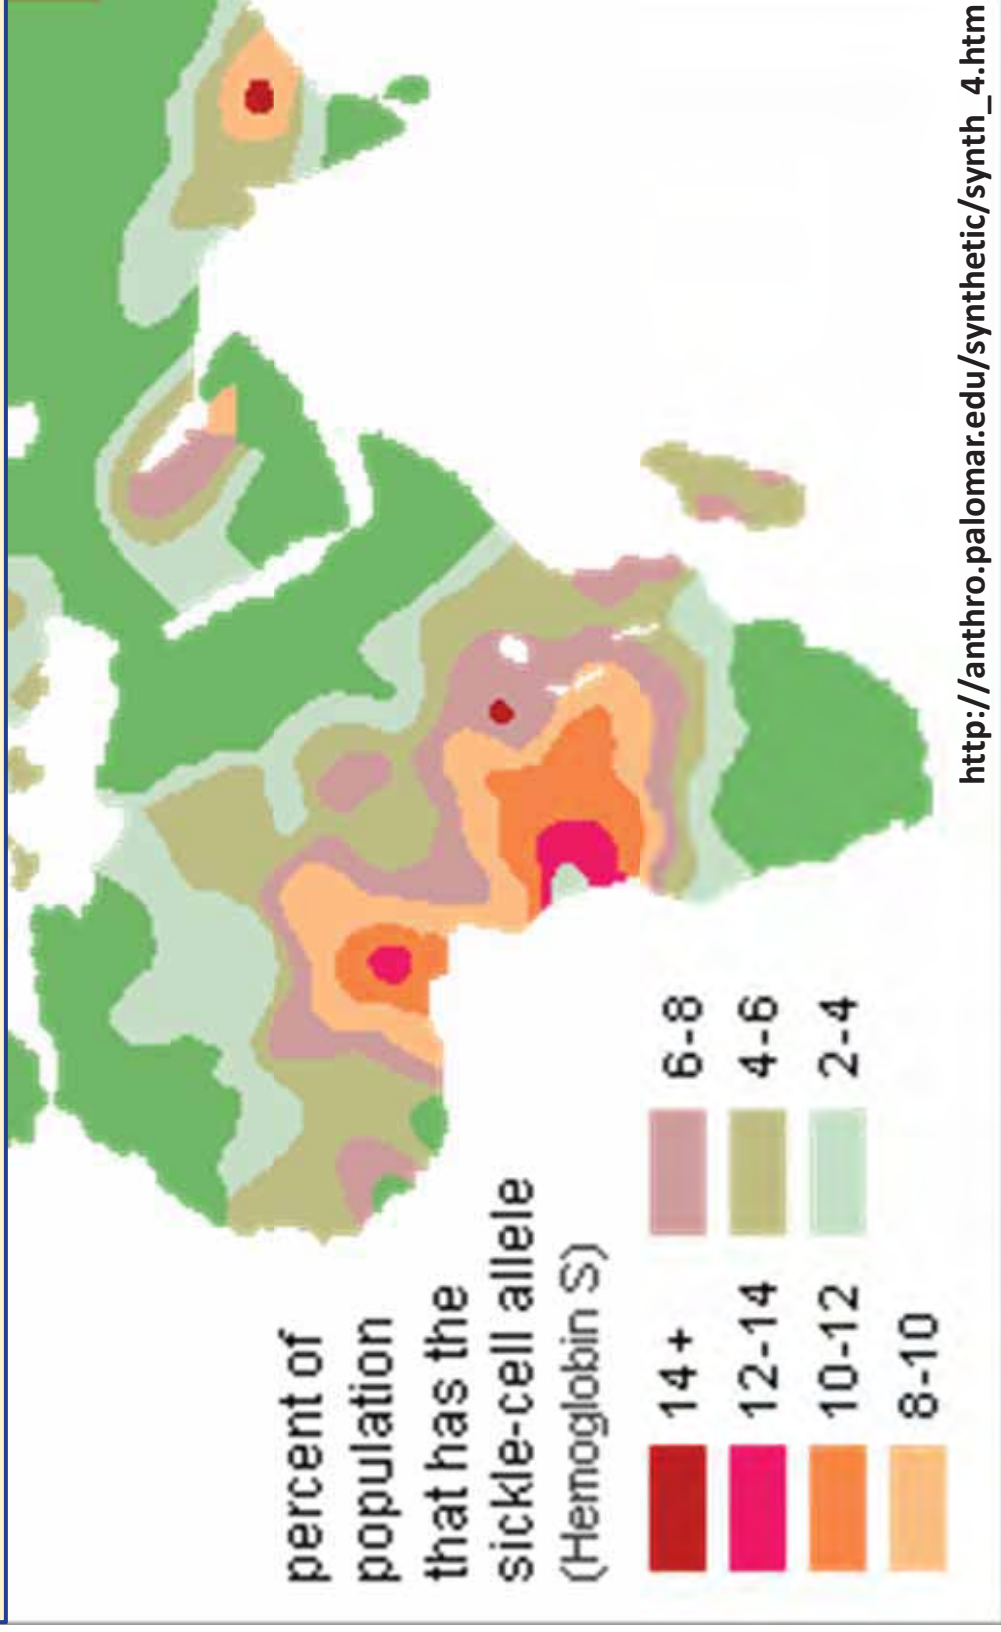 percent of
population
that has the
sickle-cell allele
(Hemoglobin S)
14 +
12-14
10-12
8-10
6-8
4-6
2-4
http://anthro.palomar.edu/synthetic/synth_4.htm